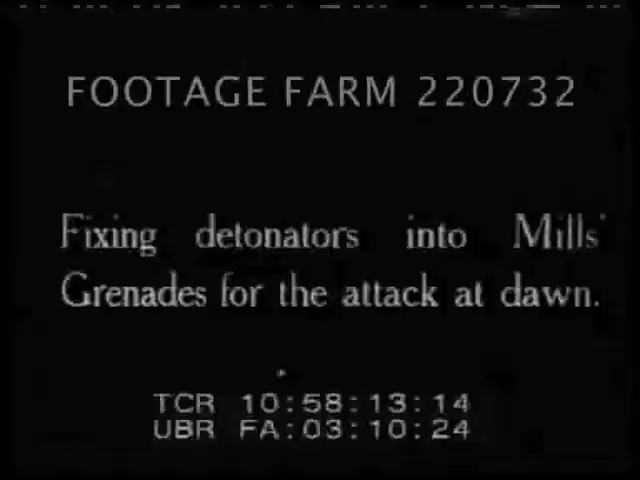 FOOTAGE FARM 220732
Fixing detonators into Mills'
Grenades for the attack at dawn.
TCR 10:58:13:14
UBR FA:03:10:24